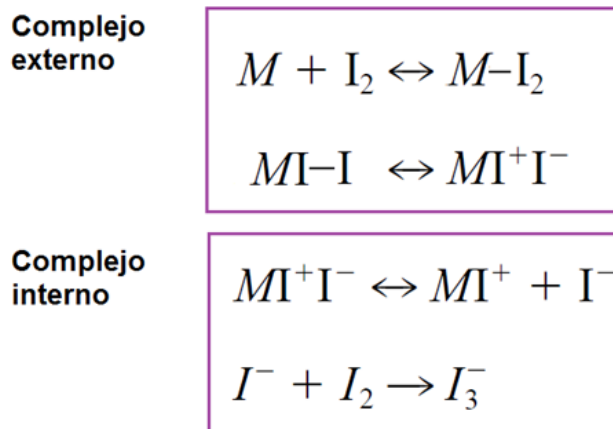 Complejo
externo
M + I₂ ↔ M–I₂
MI–I ↔ MI⁺I⁻
Complejo
interno
MI⁺I⁻ ↔ MI⁺ + I⁻
I⁻ + I₂ → I₃⁻